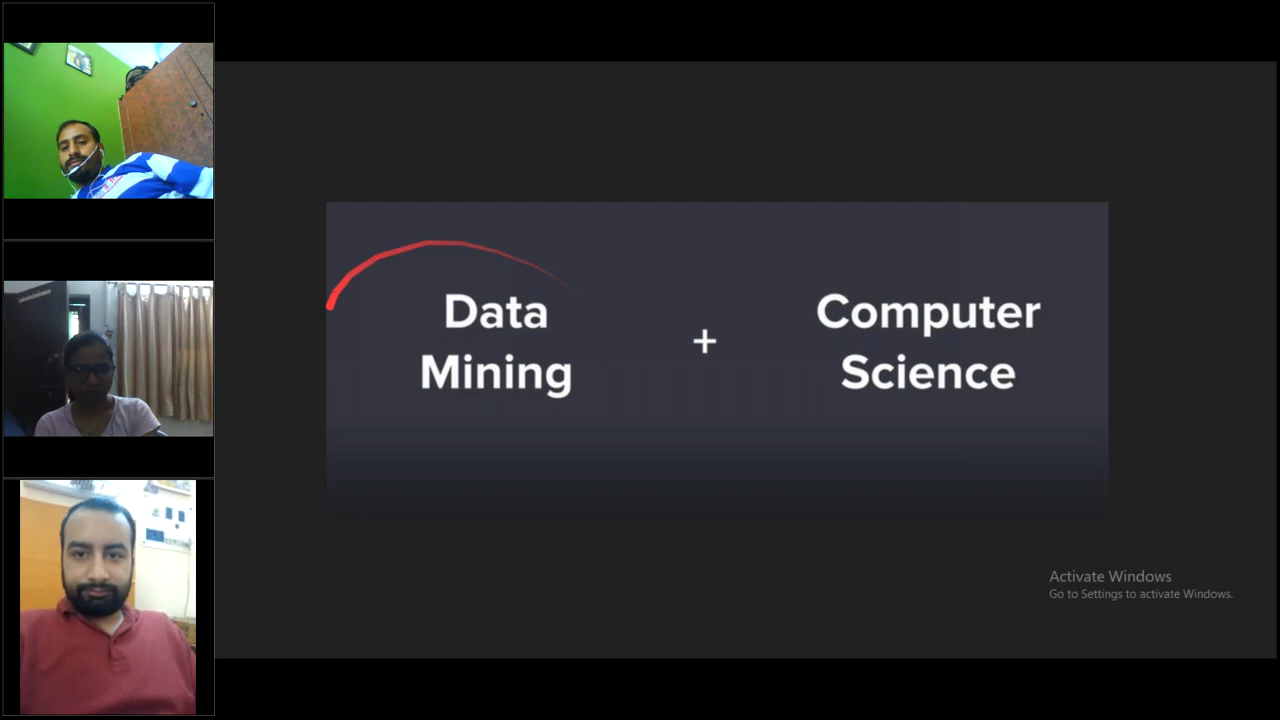 Data
Mining
+
Computer
Science
Activate Windows
Go to Settings to activate Windows.